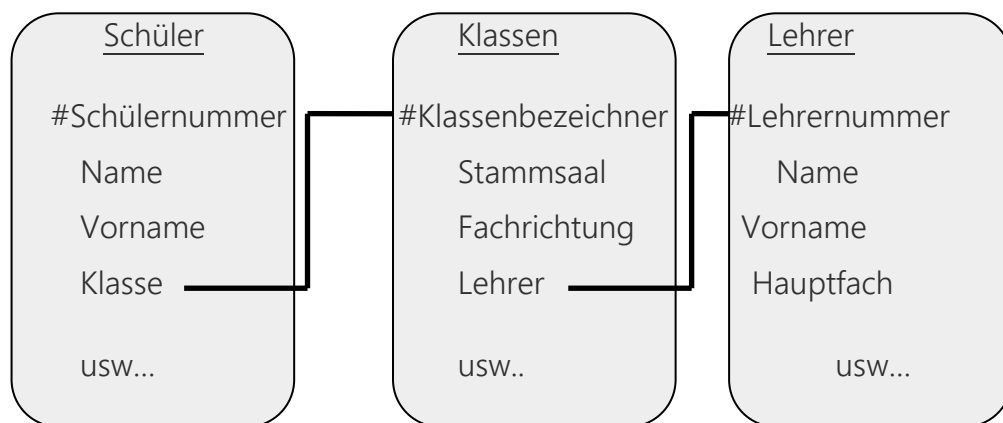 Schüler
#Schülernummer
Name
Vorname
Klasse
usw...
Klassen
#Klassenbezeichner
Stammsaal
Fachrichtung
Lehrer
usw..
Lehrer
#Lehrernummer
Name
Vorname
Hauptfach
usw...